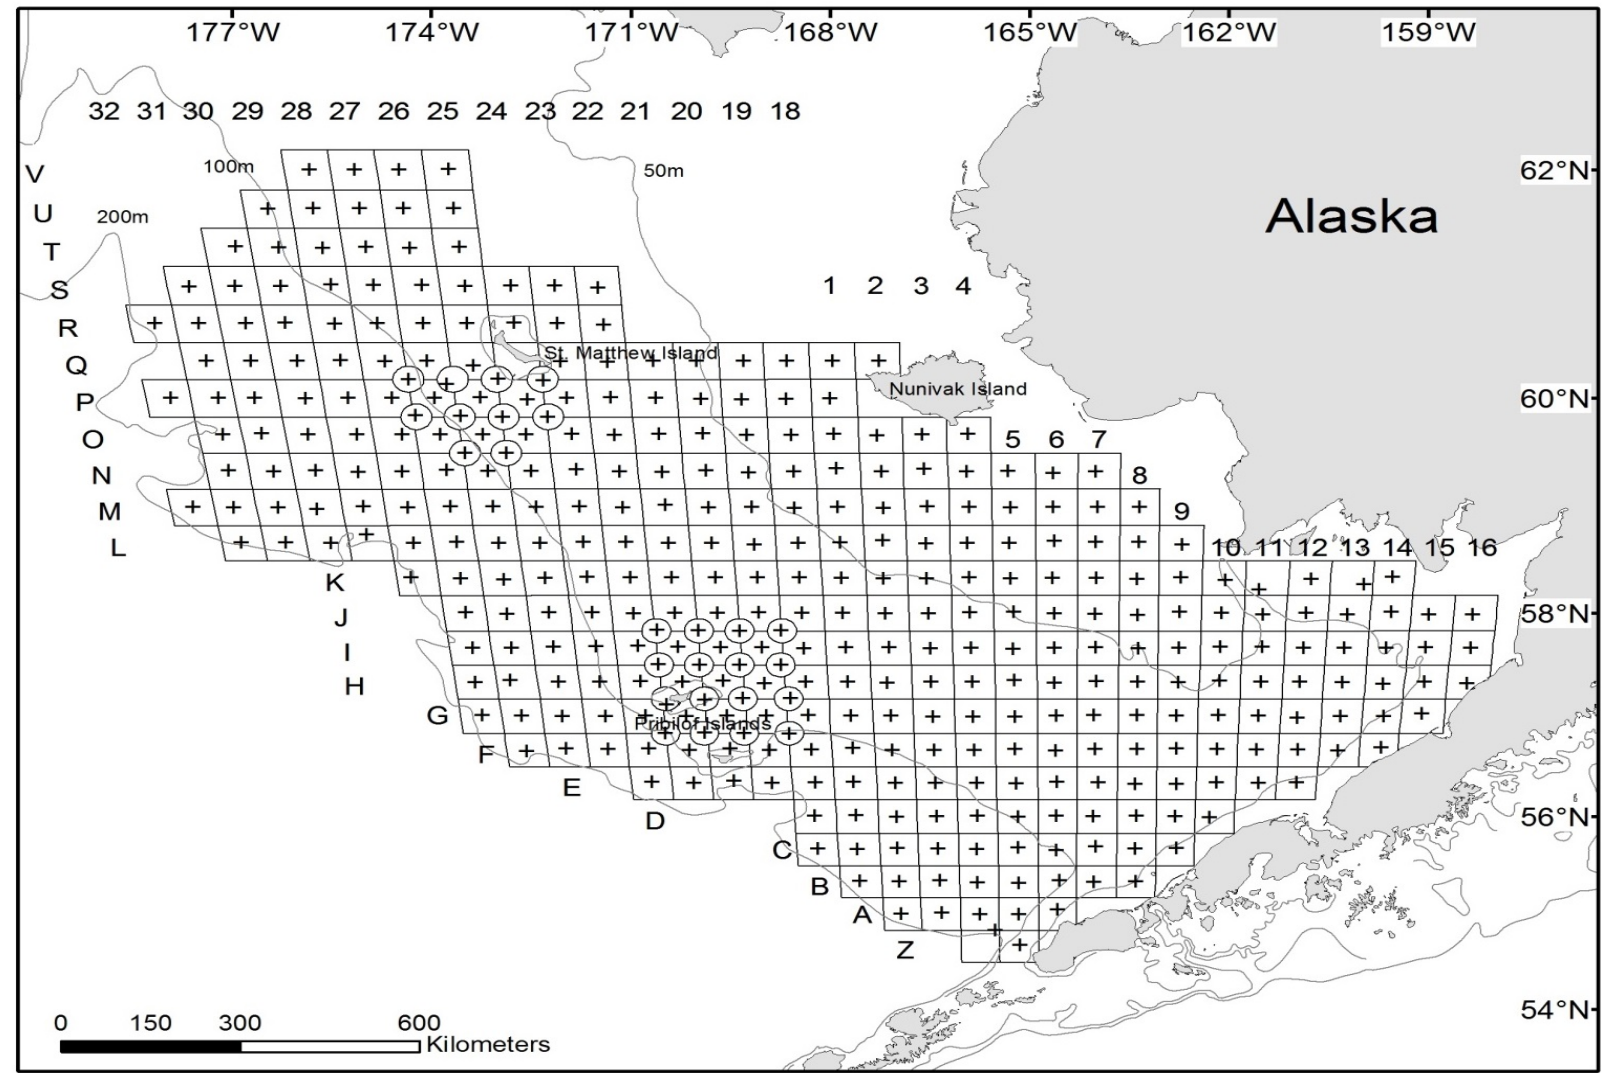 177°W 174°W 171°W 168°W 165°W 162°W 159°W
32 31 30 29 28 27 26 25 24 23 22 21 20 19 18
100m
50m
62°N
V
Alaska
U
200m
T
S
1 2 3 4
R
St. Matthew Island
Q
Nunivak Island
60°N
P
O
5 6 7
N
8
M
9
L
10 11 12 13 14 15 16
K
58°N
J
I
H
G
Pribilof Islands
F
E
D
56°N
C
B
A
Z
54°N
0 150 300 600
Kilometers